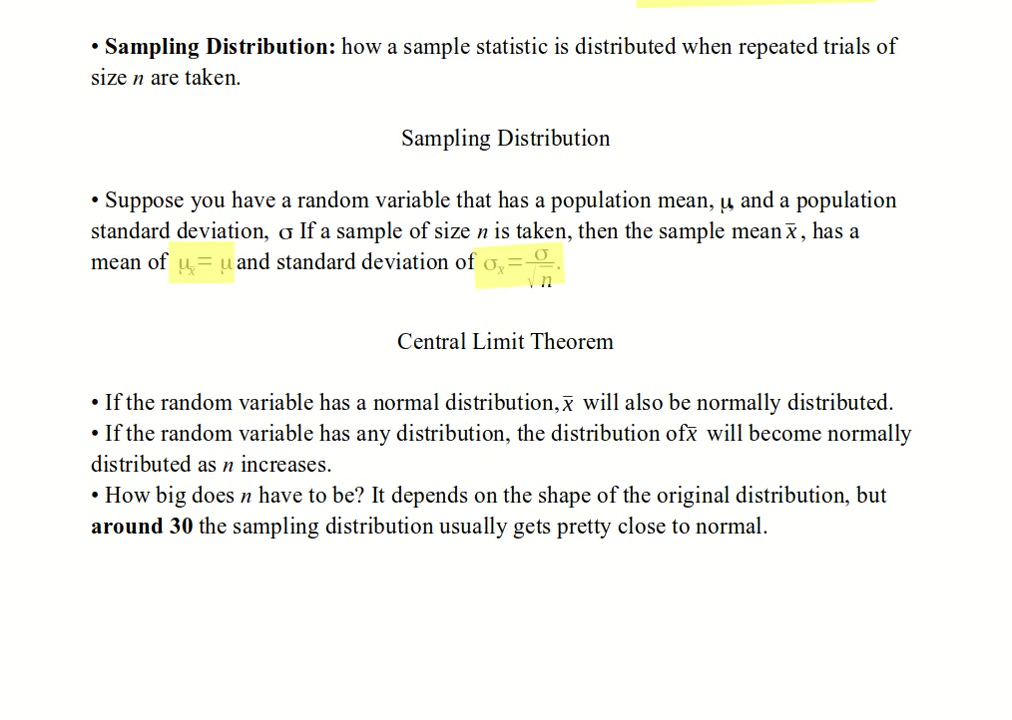 • Sampling Distribution: how a sample statistic is distributed when repeated trials of
size n are taken.
Sampling Distribution
• Suppose you have a random variable that has a population mean, μ, and a population
standard deviation, σ If a sample of size n is taken, then the sample mean x̄, has a
mean of μₓ̄= μ and standard deviation of σₓ̄=σ/√n.
Central Limit Theorem
• If the random variable has a normal distribution, x̄ will also be normally distributed.
• If the random variable has any distribution, the distribution of x̄ will become normally
distributed as n increases.
• How big does n have to be? It depends on the shape of the original distribution, but
around 30 the sampling distribution usually gets pretty close to normal.